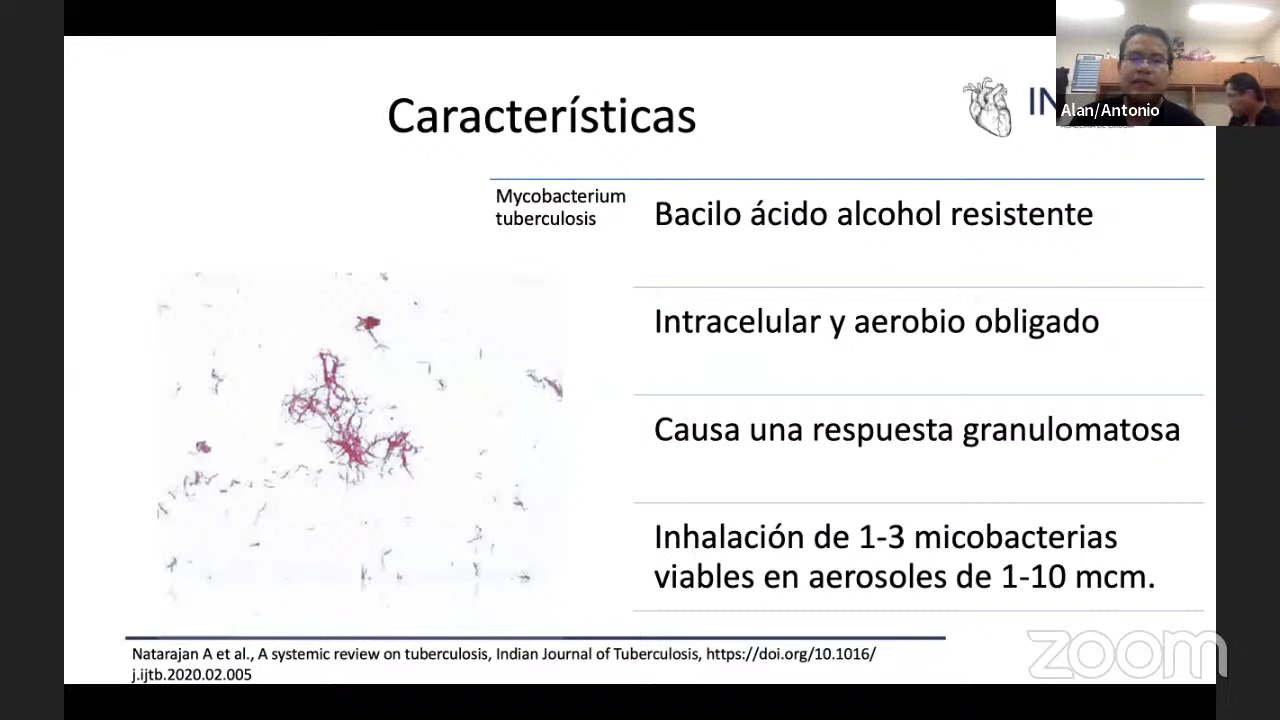 Características
IN
Alan/Antonio
Mycobacterium
tuberculosis
Bacilo ácido alcohol resistente
Intracelular y aerobio obligado
Causa una respuesta granulomatosa
Inhalación de 1-3 micobacterias
viables en aerosoles de 1-10 mcm.
Natarajan A et al., A systemic review on tuberculosis, Indian Journal of Tuberculosis, https://doi.org/10.1016/
j.ijtb.2020.02.005
zoom